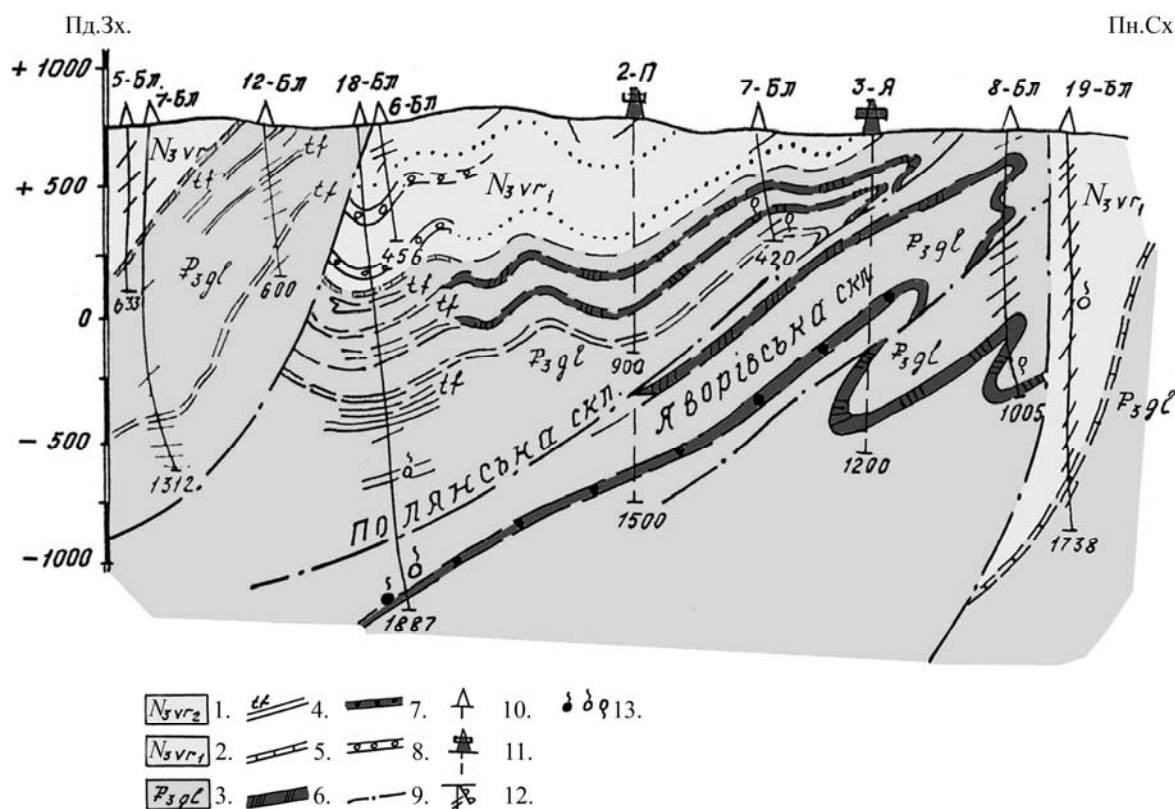 Пд.Зх. Пн.Сх
+1000
5-Бл. 7-Бл 12-Бл 18-Бл 6-Бл 2-П 7-Бл 3-Я 8-Бл 19-Бл
N₃vr tf
+500 tf N₃vr₁ N₃vr₁
456 420 P₃gl
P₃gl tf
633 600
0 tf
P₃gl 900 P₃gl P₃gl
tf 1005
Полянська скл. Яворівська скл.
-500
1312 1200
1500
-1000 1738
1887
N₃vr₂ 1. tf 4. 7. 10. 13.
N₃vr₁ 2. 5. 8. 11.
P₃gl 3. 6. 9. 12.